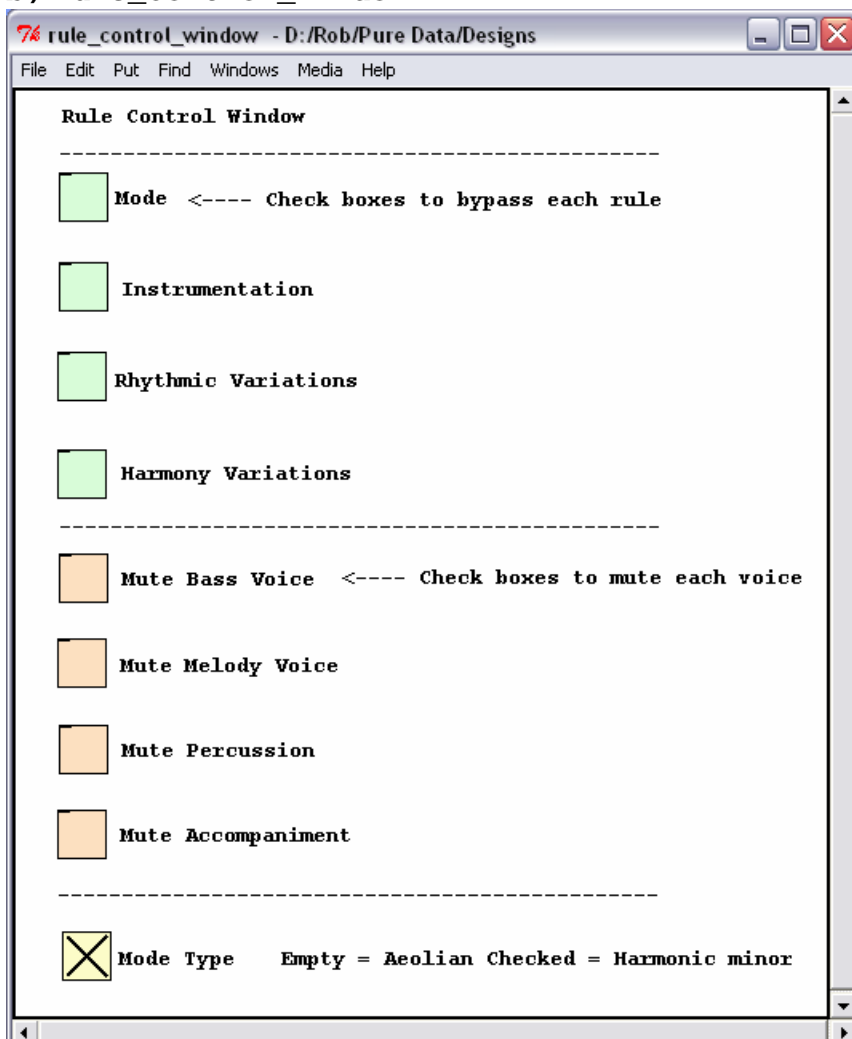 rule_control_window - D:/Rob/Pure Data/Designs
File Edit Put Find Windows Media Help
Rule Control Window
Mode <---- Check boxes to bypass each rule
Instrumentation
Rhythmic Variations
Harmony Variations
Mute Bass Voice <---- Check boxes to mute each voice
Mute Melody Voice
Mute Percussion
Mute Accompaniment
Mode Type Empty = Aeolian Checked = Harmonic minor